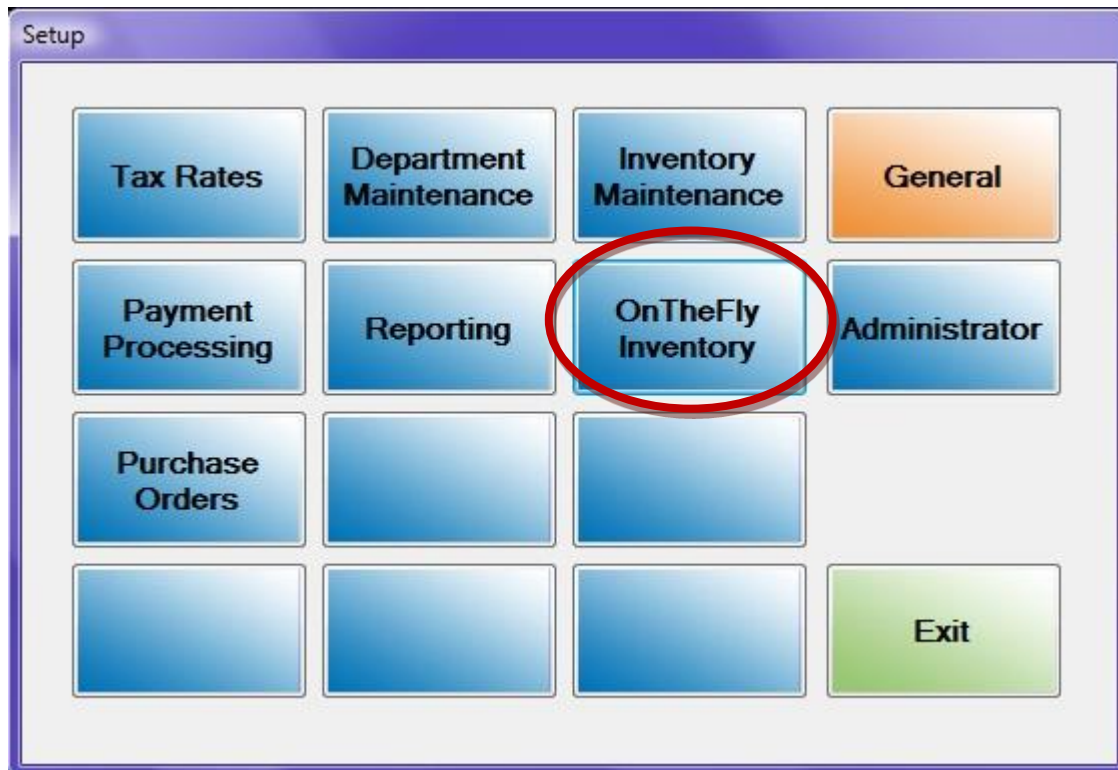 Setup
Tax Rates
Department
Maintenance
Inventory
Maintenance
General
Payment
Processing
Reporting
OnTheFly
Inventory
Administrator
Purchase
Orders
Exit